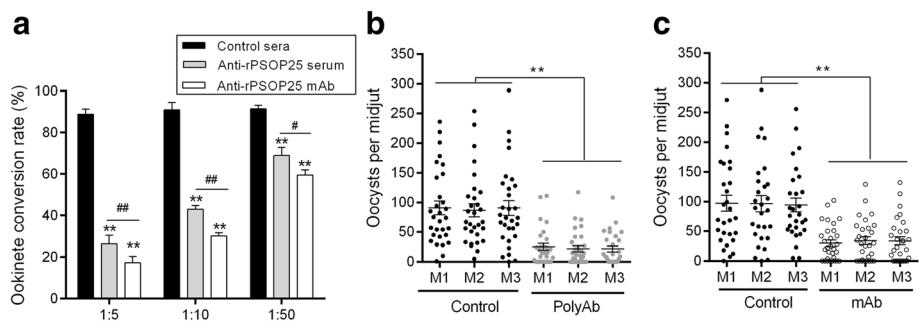 a
Control sera
Anti-rPSOP25 serum
Anti-rPSOP25 mAb
Ookinete conversion rate (%)
100
80
60
40
20
0
##
**
**
##
**
**
#
**
**
1:5
1:10
1:50
b
Oocysts per midjut
350
300
250
200
150
100
50
0
**
M1 M2 M3 M1 M2 M3
Control PolyAb
c
Oocysts per midjut
350
300
250
200
150
100
50
0
**
M1 M2 M3 M1 M2 M3
Control mAb